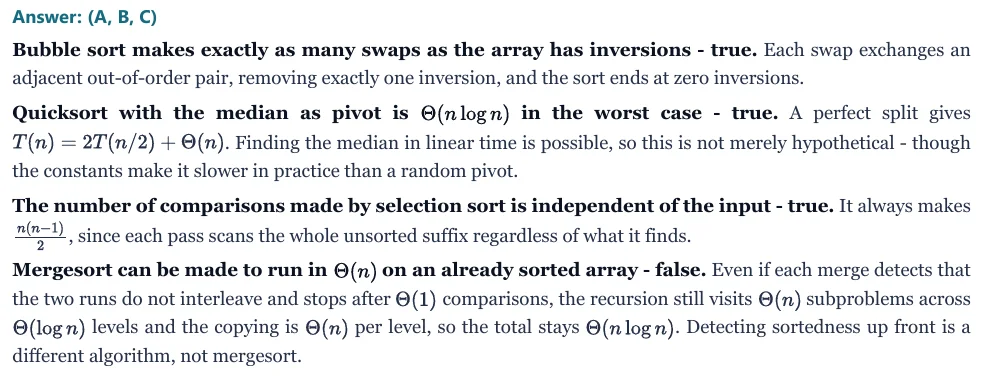 Answer: (A, B, C)
Bubble sort makes exactly as many swaps as the array has inversions - true. Each swap exchanges an
adjacent out-of-order pair, removing exactly one inversion, and the sort ends at zero inversions.
Quicksort with the median as pivot is Θ(n log n) in the worst case - true. A perfect split gives
T(n) = 2T(n/2) + Θ(n). Finding the median in linear time is possible, so this is not merely hypothetical - though
the constants make it slower in practice than a random pivot.
The number of comparisons made by selection sort is independent of the input - true. It always makes
n(n−1)/2, since each pass scans the whole unsorted suffix regardless of what it finds.
Mergesort can be made to run in Θ(n) on an already sorted array - false. Even if each merge detects that
the two runs do not interleave and stops after Θ(1) comparisons, the recursion still visits Θ(n) subproblems across
Θ(log n) levels and the copying is Θ(n) per level, so the total stays Θ(n log n). Detecting sortedness up front is a
different algorithm, not mergesort.